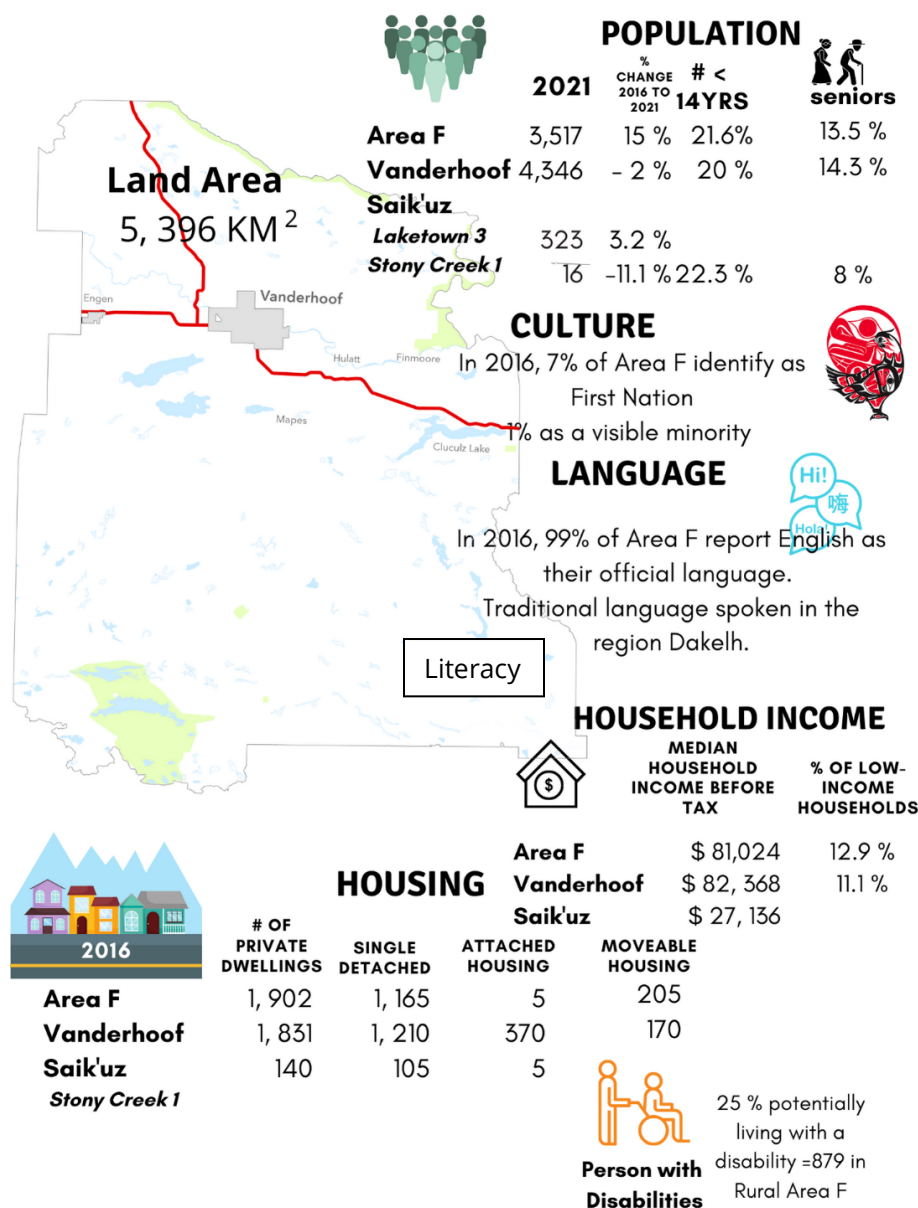 POPULATION
2021
%
CHANGE
2016 TO
2021
# <
14YRS
seniors
Area F 3,517 15 % 21.6% 13.5 %
Vanderhoof 4,346 - 2 % 20 % 14.3 %
Saik'uz
Laketown 3 323 3.2 %
Stony Creek 1 16 -11.1 % 22.3 % 8 %
Land Area
5, 396 KM 2
Engen
Vanderhoof
Hulatt
Finmoore
Mapes
Cluculz Lake
CULTURE
In 2016, 7% of Area F identify as
First Nation
1% as a visible minority
LANGUAGE
Hi!
嗨
Hola!
In 2016, 99% of Area F report English as
their official language.
Traditional language spoken in the
region Dakelh.
Literacy
HOUSEHOLD INCOME
MEDIAN
HOUSEHOLD
INCOME BEFORE
TAX
% OF LOW-
INCOME
HOUSEHOLDS
$
Area F $ 81,024 12.9 %
Vanderhoof $ 82, 368 11.1 %
Saik'uz $ 27, 136
HOUSING
2016
# OF
PRIVATE
DWELLINGS
SINGLE
DETACHED
ATTACHED
HOUSING
MOVEABLE
HOUSING
Area F 1, 902 1, 165 5 205
Vanderhoof 1, 831 1, 210 370 170
Saik'uz 140 105 5
Stony Creek 1
Person with
Disabilities
25 % potentially
living with a
disability =879 in
Rural Area F